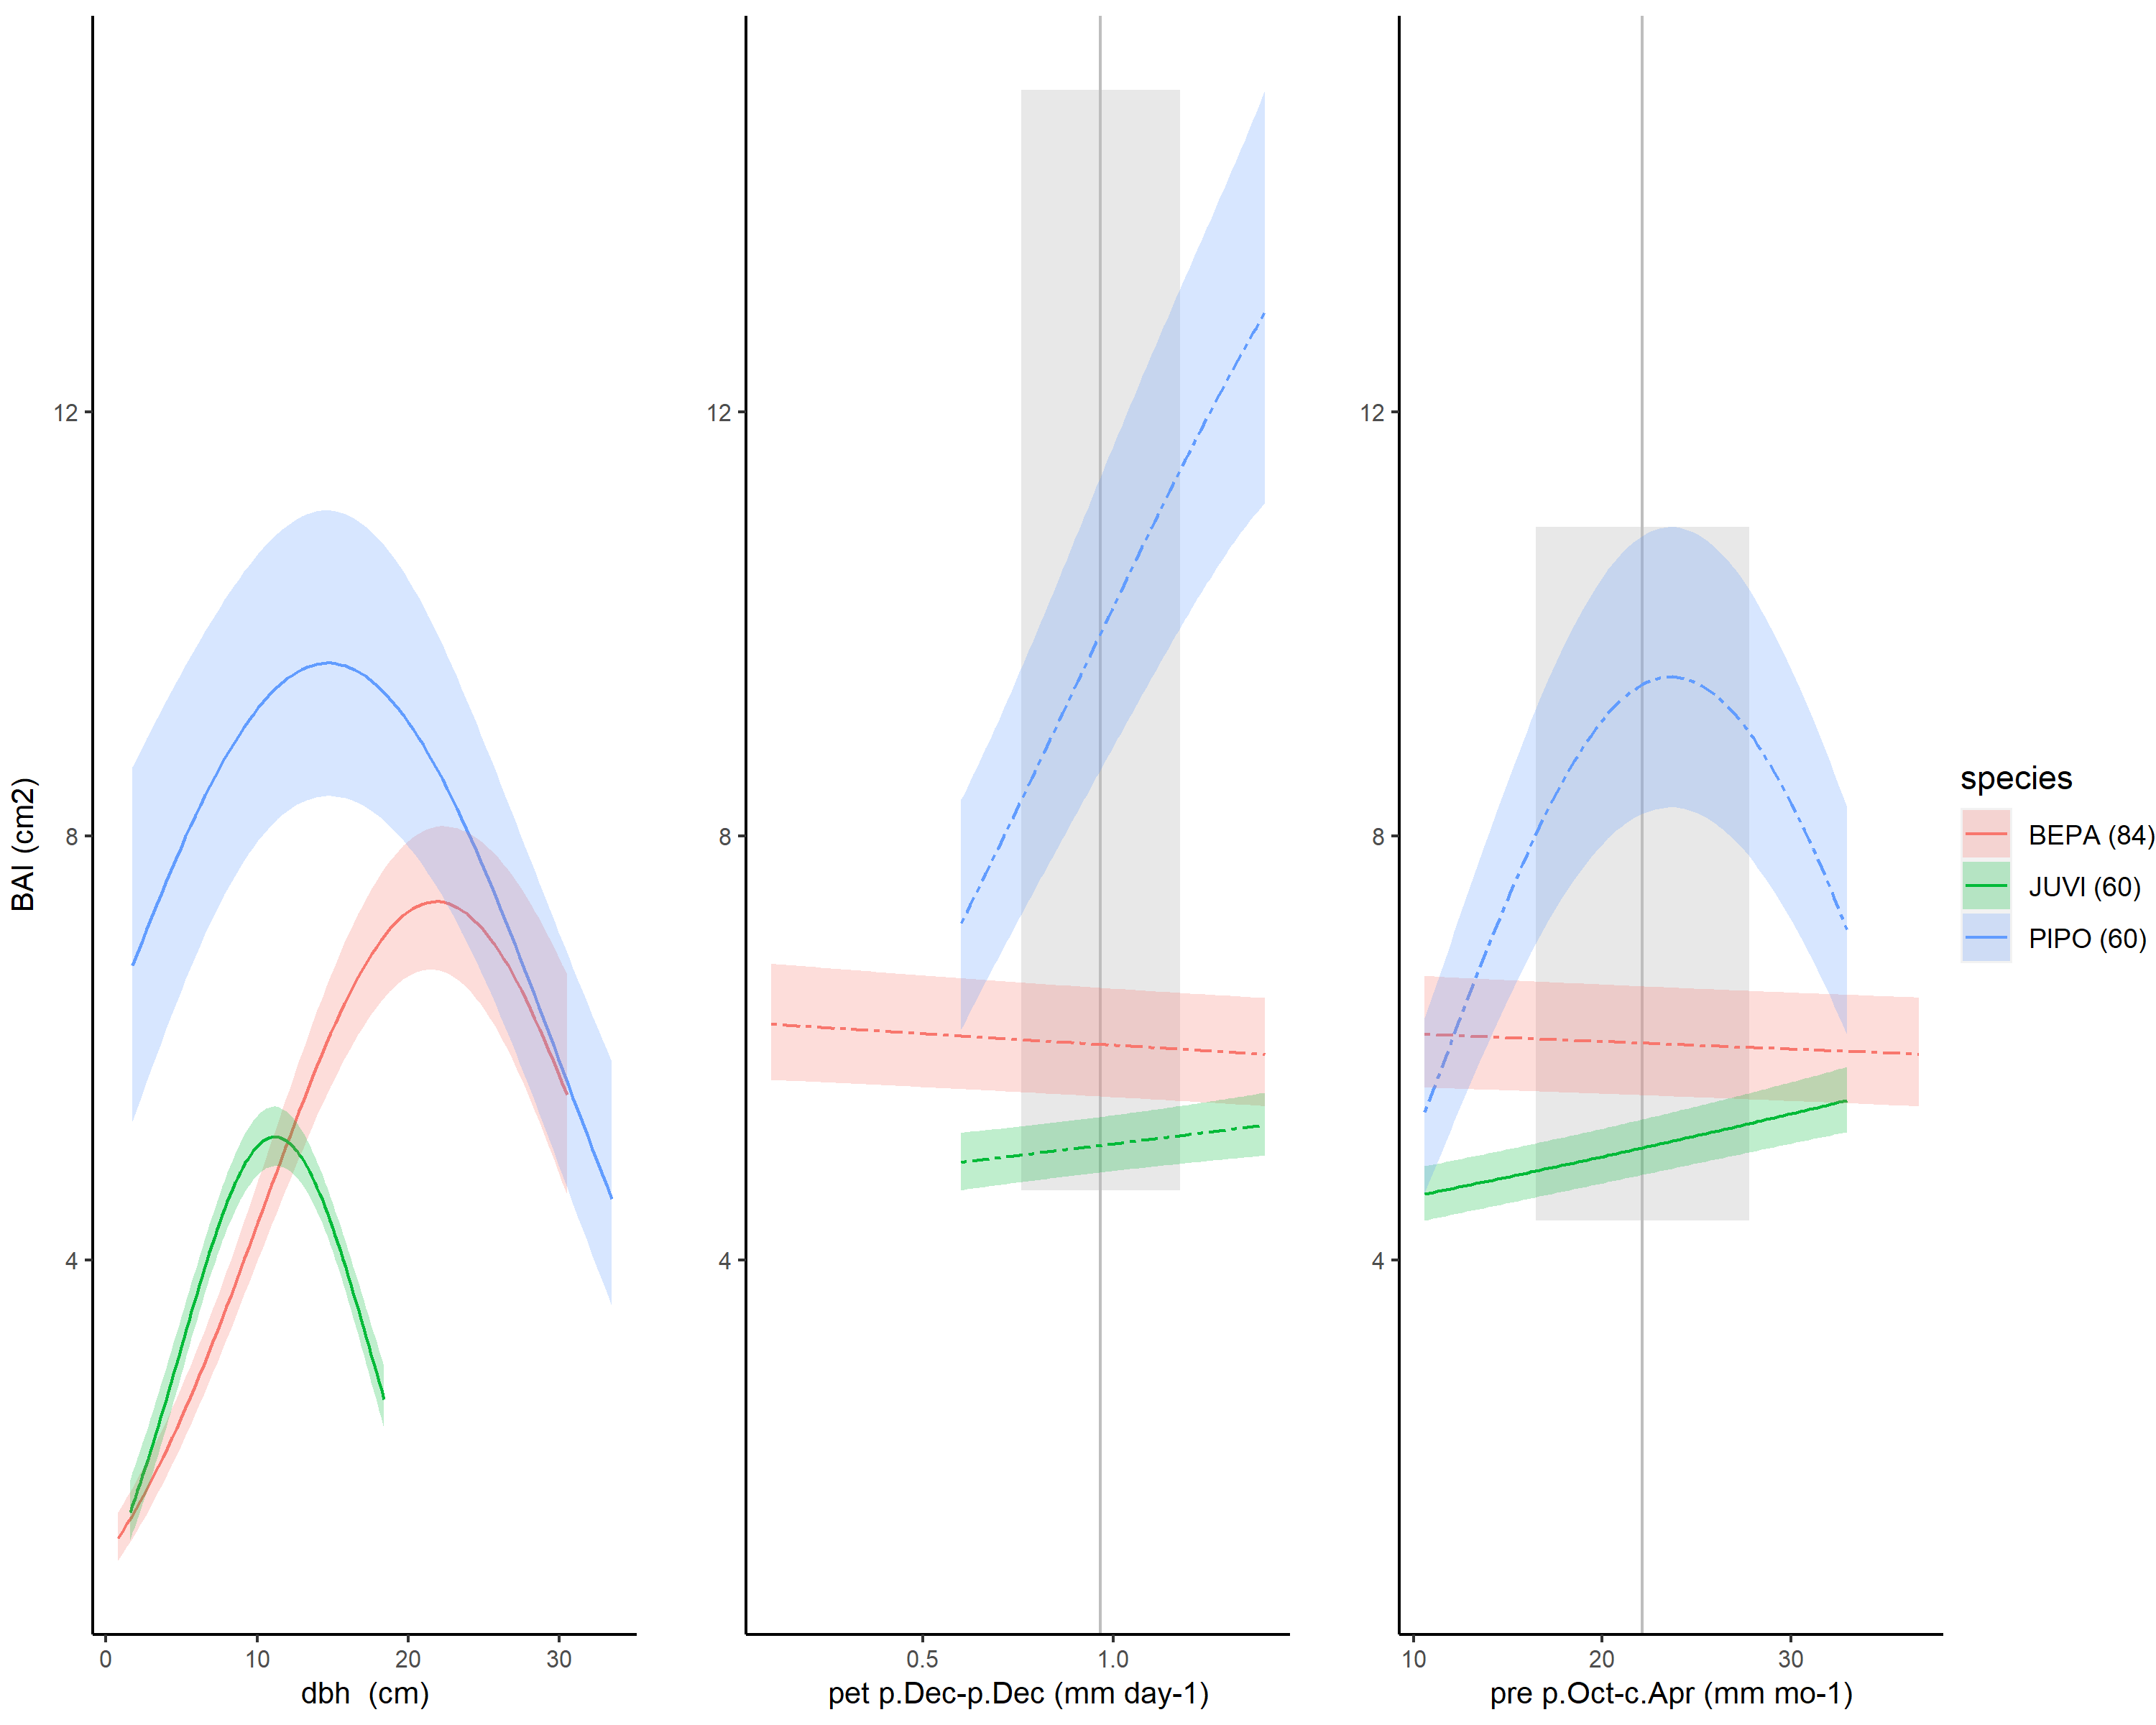 BAI (cm2)
12
8
4
0 10 20 30
dbh (cm)
12
8
4
0.5 1.0
pet p.Dec-p.Dec (mm day-1)
12
8
4
10 20 30
pre p.Oct-c.Apr (mm mo-1)
species
BEPA (84)
JUVI (60)
PIPO (60)